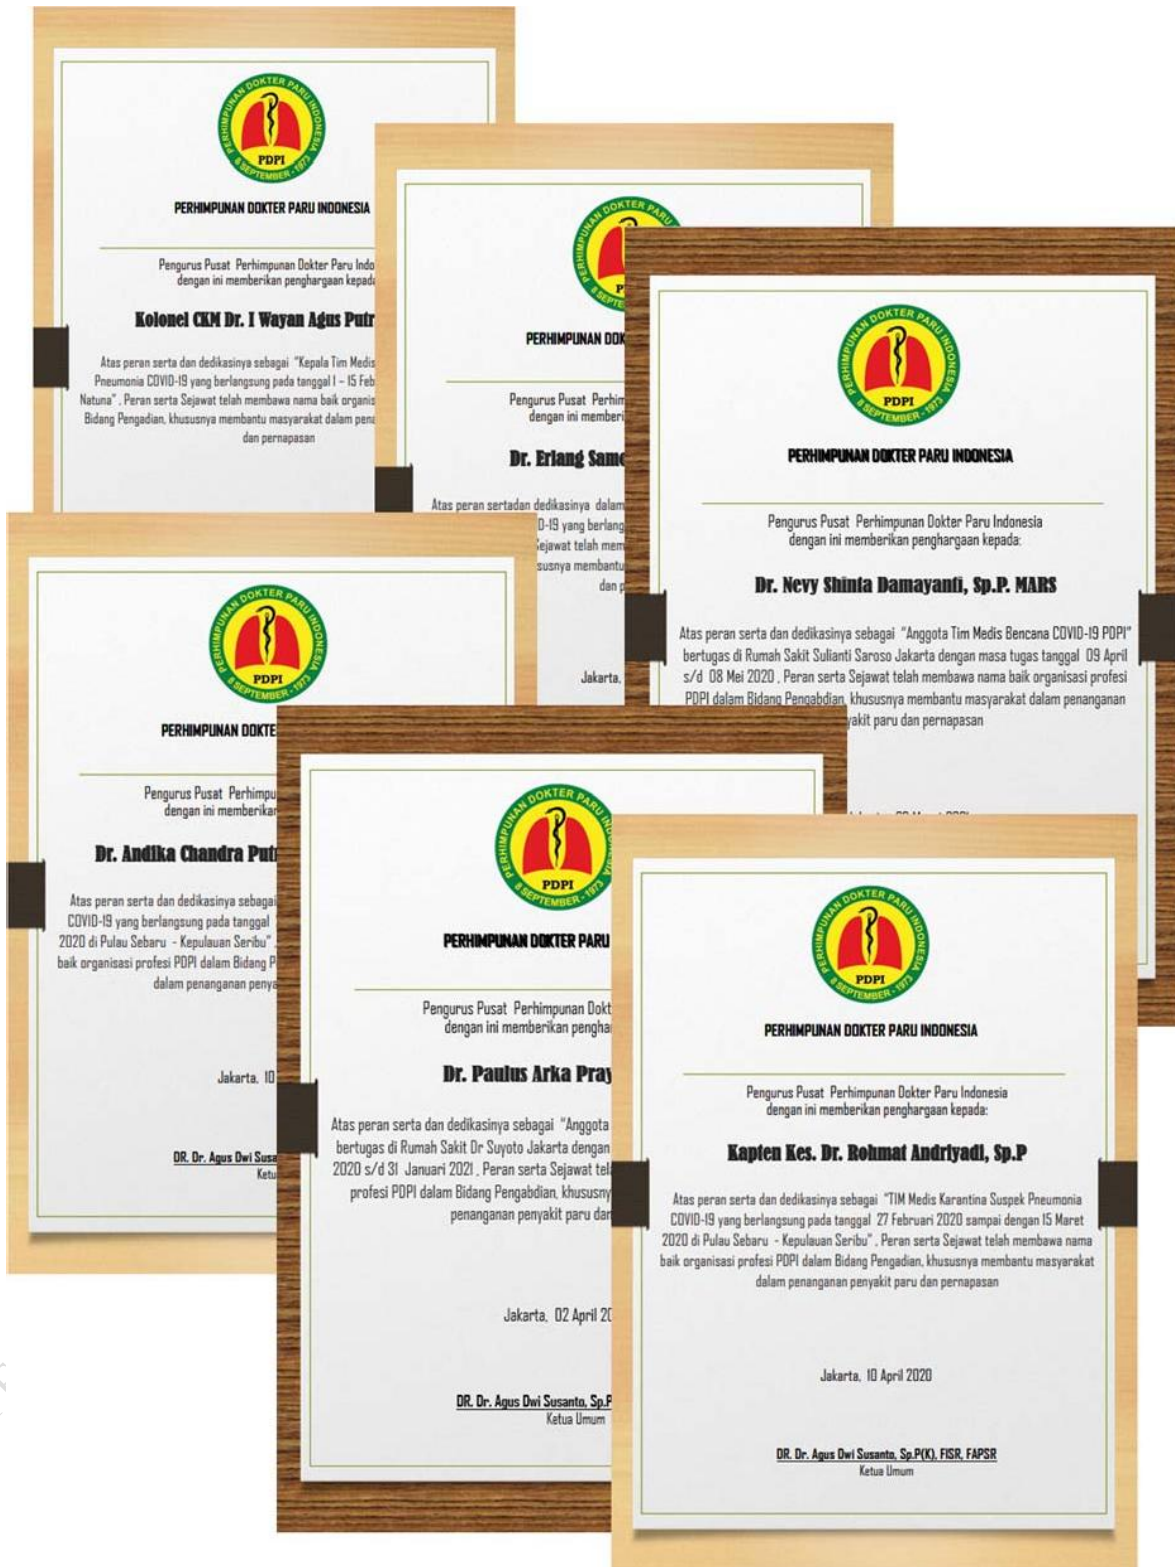 PERHIMPUNAN DOKTER PARU INDONESIA
PDPI
8 SEPTEMBER - 1973
PERHIMPUNAN DOKTER PARU INDONESIA
Pengurus Pusat Perhimpunan Dokter Paru Indo
dengan ini memberikan penghargaan kepada
Kolonel CKM Dr. I Wayan Agus Putr
Atas peran serta dan dedikasinya sebagai "Kepala Tim Medis
Pneumonia COVID-19 yang berlangsung pada tanggal 1 – 15 Feb
Natuna" . Peran serta Sejawat telah membawa nama baik organis
Bidang Pengadian, khususnya membantu masyarakat dalam pena
dan pernapasan
PERHIMPUNAN DOKTER PARU
8 SEPTE
PERHIMPUNAN DOK
Pengurus Pusat Perhim
dengan ini memberi
Dr. Erlang Same
Atas peran sertadan dedikasinya dalam
D-19 yang berlang
Sejawat telah mem
ususnya membantu
dan p
Jakarta,
PERHIMPUNAN DOKTER PARU INDONESIA
PDPI
8 SEPTEMBER - 1973
PERHIMPUNAN DOKTER PARU INDONESIA
Pengurus Pusat Perhimpunan Dokter Paru Indonesia
dengan ini memberikan penghargaan kepada:
Dr. Nevy Shinta Damayanti, Sp.P. MARS
Atas peran serta dan dedikasinya sebagai "Anggota Tim Medis Bencana COVID-19 PDPI"
bertugas di Rumah Sakit Sulianti Saroso Jakarta dengan masa tugas tanggal 09 April
s/d 08 Mei 2020 , Peran serta Sejawat telah membawa nama baik organisasi profesi
PDPI dalam Bidang Pengabdian, khususnya membantu masyarakat dalam penanganan
yakit paru dan pernapasan
PERHIMPUNAN DOKTER PARU INDONESIA
PDPI
8 SEPTEMBER - 1973
PERHIMPUNAN DOKTE
Pengurus Pusat Perhimpu
dengan ini memberikan
Dr. Andika Chandra Put
Atas peran serta dan dedikasinya sebagai
COVID-19 yang berlangsung pada tanggal
2020 di Pulau Sebaru - Kepulauan Seribu" .
baik organisasi profesi PDPI dalam Bidang P
dalam penanganan penya
Jakarta, 10
DR. Dr. Agus Dwi Susa
Ketu
PERHIMPUNAN DOKTER PARU INDONESIA
PDPI
8 SEPTEMBER - 1973
PERHIMPUNAN DOKTER PARU
Pengurus Pusat Perhimpunan Dokt
dengan ini memberikan pengha
Dr. Paulus Arka Pray
Atas peran serta dan dedikasinya sebagai "Anggota
bertugas di Rumah Sakit Dr Suyoto Jakarta dengan
2020 s/d 31 Januari 2021 , Peran serta Sejawat tel
profesi PDPI dalam Bidang Pengabdian, khususny
penanganan penyakit paru dan
Jakarta, 02 April 20
DR. Dr. Agus Dwi Susanto, Sp.P
Ketua Umum
PERHIMPUNAN DOKTER PARU INDONESIA
PDPI
8 SEPTEMBER - 1973
PERHIMPUNAN DOKTER PARU INDONESIA
Pengurus Pusat Perhimpunan Dokter Paru Indonesia
dengan ini memberikan penghargaan kepada:
Kapten Kes. Dr. Rohmat Andriyadi, Sp.P
Atas peran serta dan dedikasinya sebagai "TIM Medis Karantina Suspek Pneumonia
COVID-19 yang berlangsung pada tanggal 27 Februari 2020 sampai dengan 15 Maret
2020 di Pulau Sebaru - Kepulauan Seribu" . Peran serta Sejawat telah membawa nama
baik organisasi profesi PDPI dalam Bidang Pengadian, khususnya membantu masyarakat
dalam penanganan penyakit paru dan pernapasan
Jakarta, 10 April 2020
DR. Dr. Agus Dwi Susanto, Sp.P(K), FISR, FAPSR
Ketua Umum